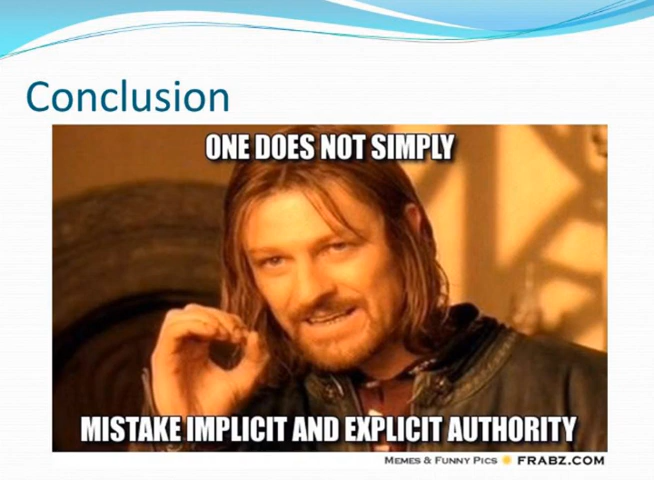 Conclusion
ONE DOES NOT SIMPLY
MISTAKE IMPLICIT AND EXPLICIT AUTHORITY
MEMES & FUNNY PICS FRABZ.COM